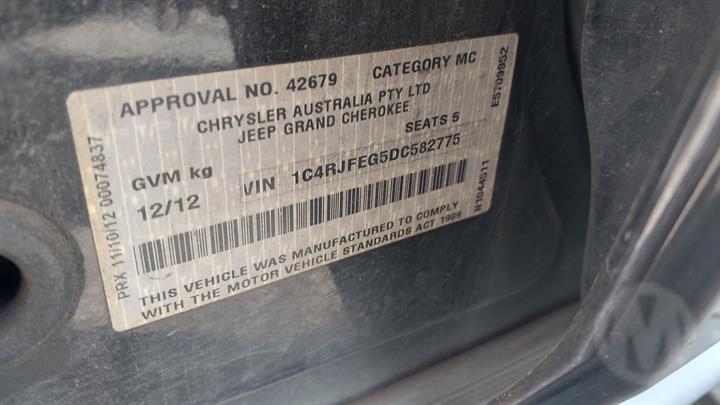 APPROVAL NO. 42679 CATEGORY MC
CHRYSLER AUSTRALIA PTY LTD
JEEP GRAND CHEROKEE
SEATS 5
GVM kg
VIN 1C4RJFEG5DC582775
12/12
THIS VEHICLE WAS MANUFACTURED TO COMPLY
WITH THE MOTOR VEHICLE STANDARDS ACT 1989
PRX 11/10/12 00074837
E5709952
N1044511
M